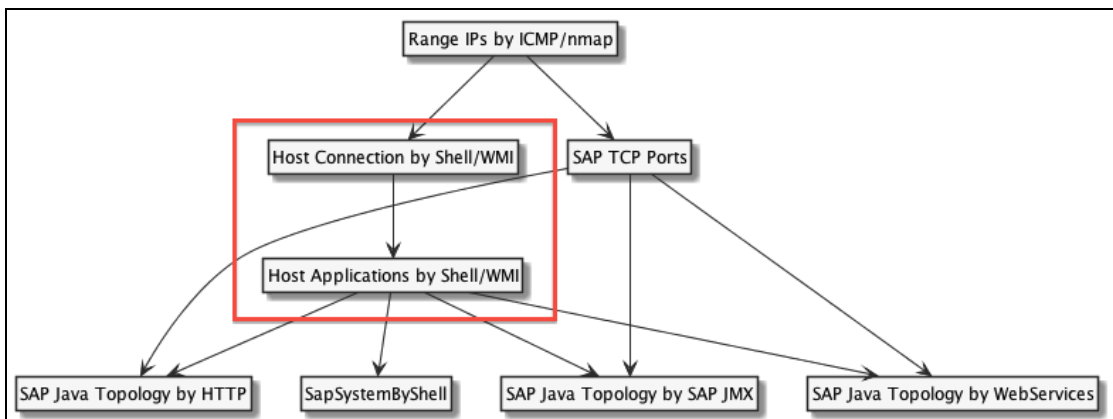 Range IPs by ICMP/nmap
Host Connection by Shell/WMI
SAP TCP Ports
Host Applications by Shell/WMI
SAP Java Topology by HTTP
SapSystemByShell
SAP Java Topology by SAP JMX
SAP Java Topology by WebServices